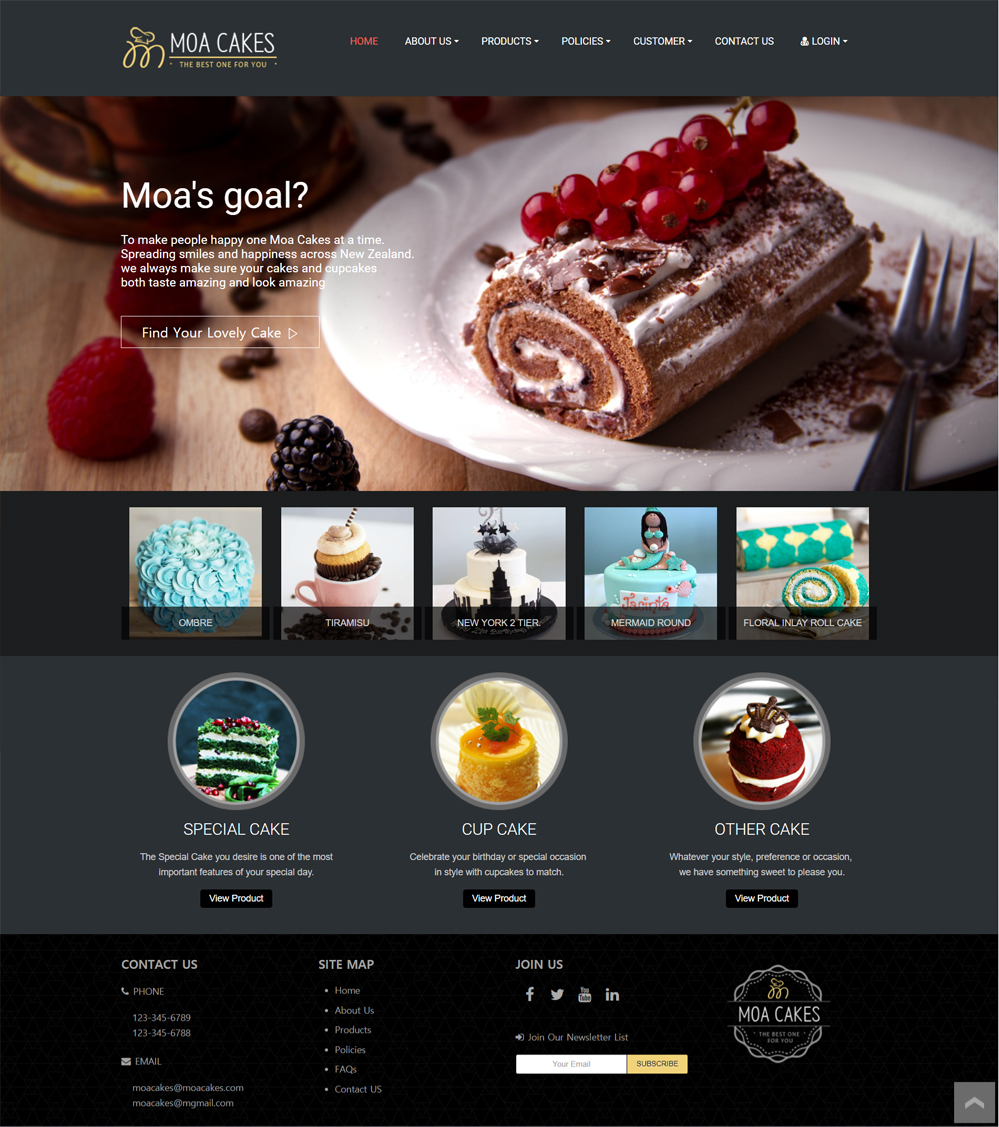 MOA CAKES
THE BEST ONE FOR YOU
HOME
ABOUT US
PRODUCTS
POLICIES
CUSTOMER
CONTACT US
LOGIN
Moa's goal?
To make people happy one Moa Cakes at a time.
Spreading smiles and happiness across New Zealand.
we always make sure your cakes and cupcakes
both taste amazing and look amazing
Find Your Lovely Cake
21
Jacinta
OMBRE
TIRAMISU
NEW YORK 2 TIER.
MERMAID ROUND
FLORAL INLAY ROLL CAKE
SPECIAL CAKE
The Special Cake you desire is one of the most
important features of your special day.
View Product
CUP CAKE
Celebrate your birthday or special occasion
in style with cupcakes to match.
View Product
OTHER CAKE
Whatever your style, preference or occasion,
we have something sweet to please you.
View Product
CONTACT US
PHONE
123-345-6789
123-345-6788
EMAIL
moacakes@moacakes.com
moacakes@mgmail.com
SITE MAP
Home
About Us
Products
Policies
FAQs
Contact US
JOIN US
You
Tube
Join Our Newsletter List
Your Email
SUBSCRIBE
MOA CAKES
THE BEST ONE
FOR YOU